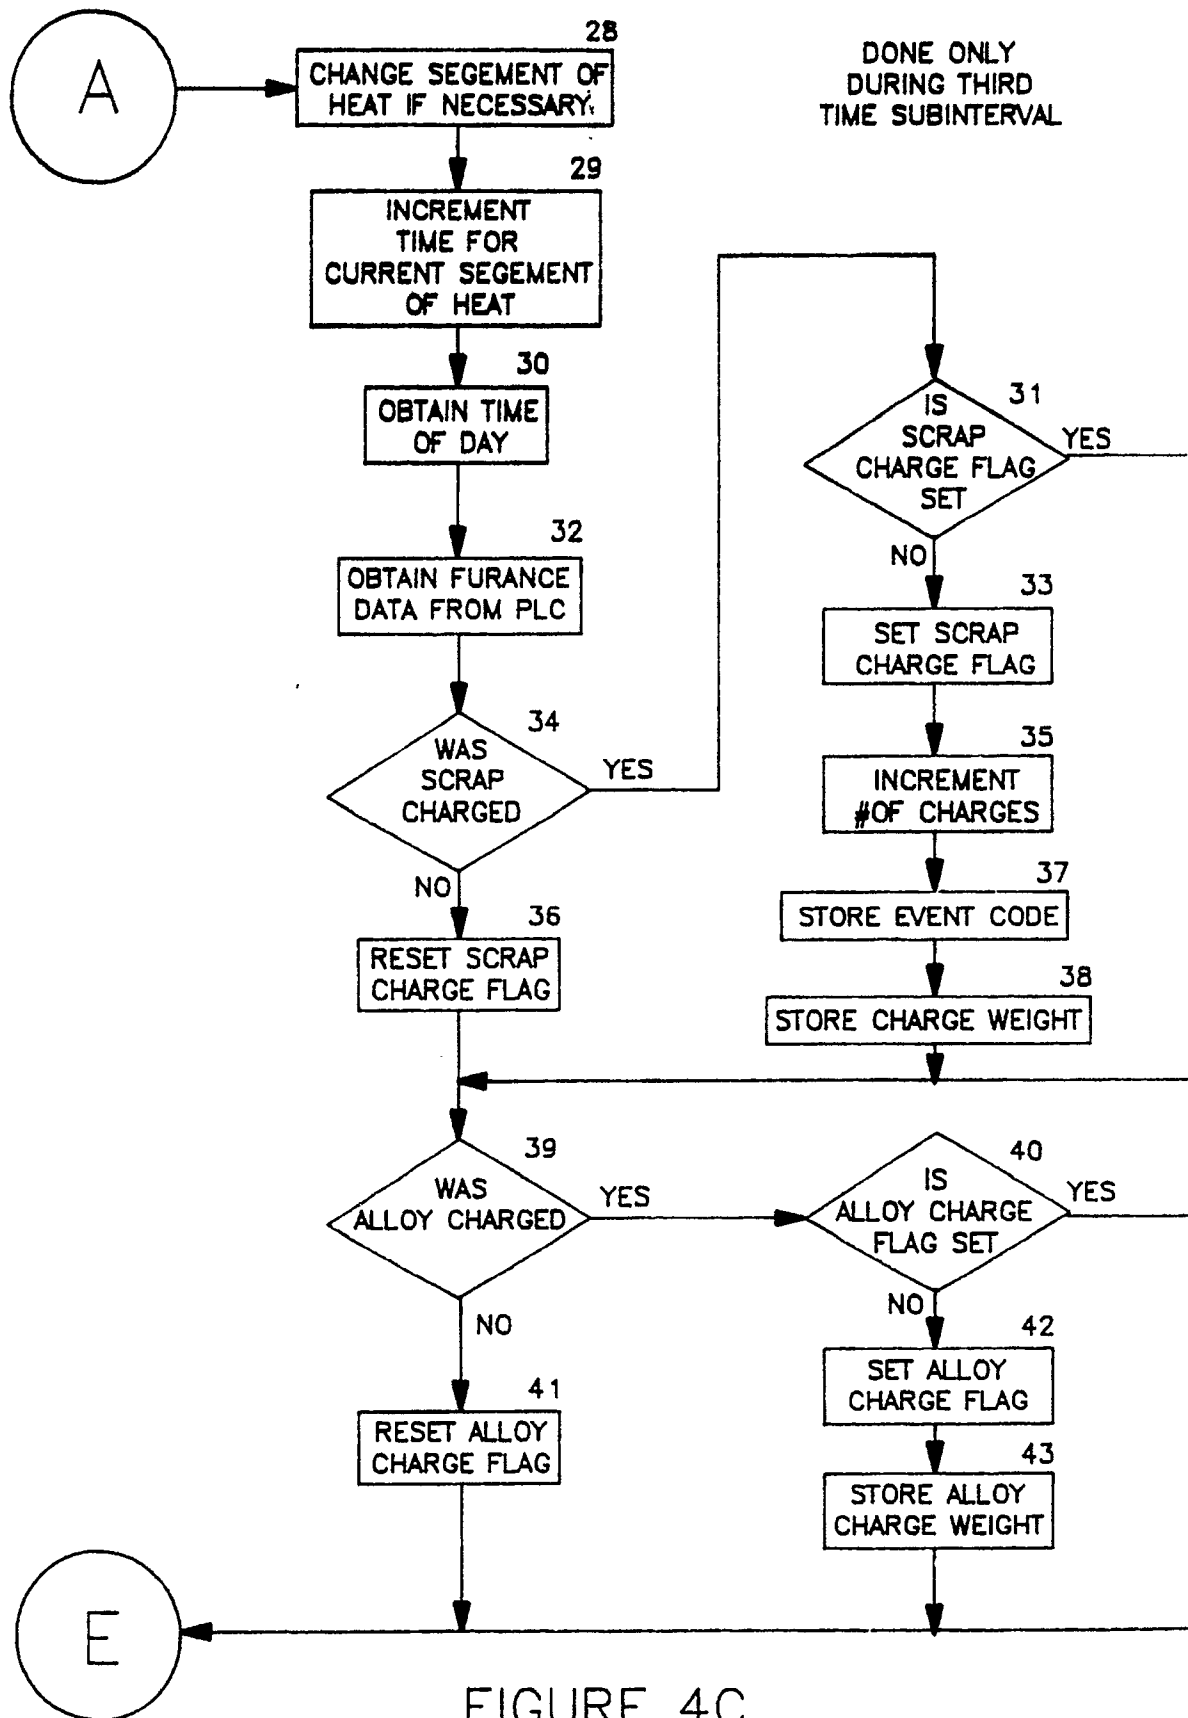 A
28
CHANGE SEGEMENT OF
HEAT IF NECESSARY.
DONE ONLY
DURING THIRD
TIME SUBINTERVAL
29
INCREMENT
TIME FOR
CURRENT SEGEMENT
OF HEAT
30
OBTAIN TIME
OF DAY
32
OBTAIN FURANCE
DATA FROM PLC
34
WAS
SCRAP
CHARGED
YES
NO
36
RESET SCRAP
CHARGE FLAG
31
IS
SCRAP
CHARGE FLAG
SET
YES
NO
33
SET SCRAP
CHARGE FLAG
35
INCREMENT
#OF CHARGES
37
STORE EVENT CODE
38
STORE CHARGE WEIGHT
39
WAS
ALLOY CHARGED
YES
NO
41
RESET ALLOY
CHARGE FLAG
40
IS
ALLOY CHARGE
FLAG SET
YES
NO
42
SET ALLOY
CHARGE FLAG
43
STORE ALLOY
CHARGE WEIGHT
E
FIGURE 4C